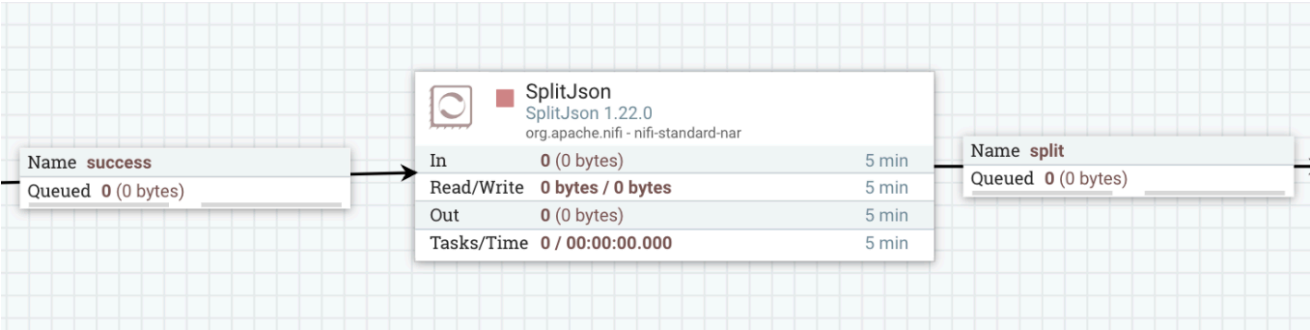 Name success
Queued 0 (0 bytes)
SplitJson
SplitJson 1.22.0
org.apache.nifi - nifi-standard-nar
In 0 (0 bytes) 5 min
Read/Write 0 bytes / 0 bytes 5 min
Out 0 (0 bytes) 5 min
Tasks/Time 0 / 00:00:00.000 5 min
Name split
Queued 0 (0 bytes)